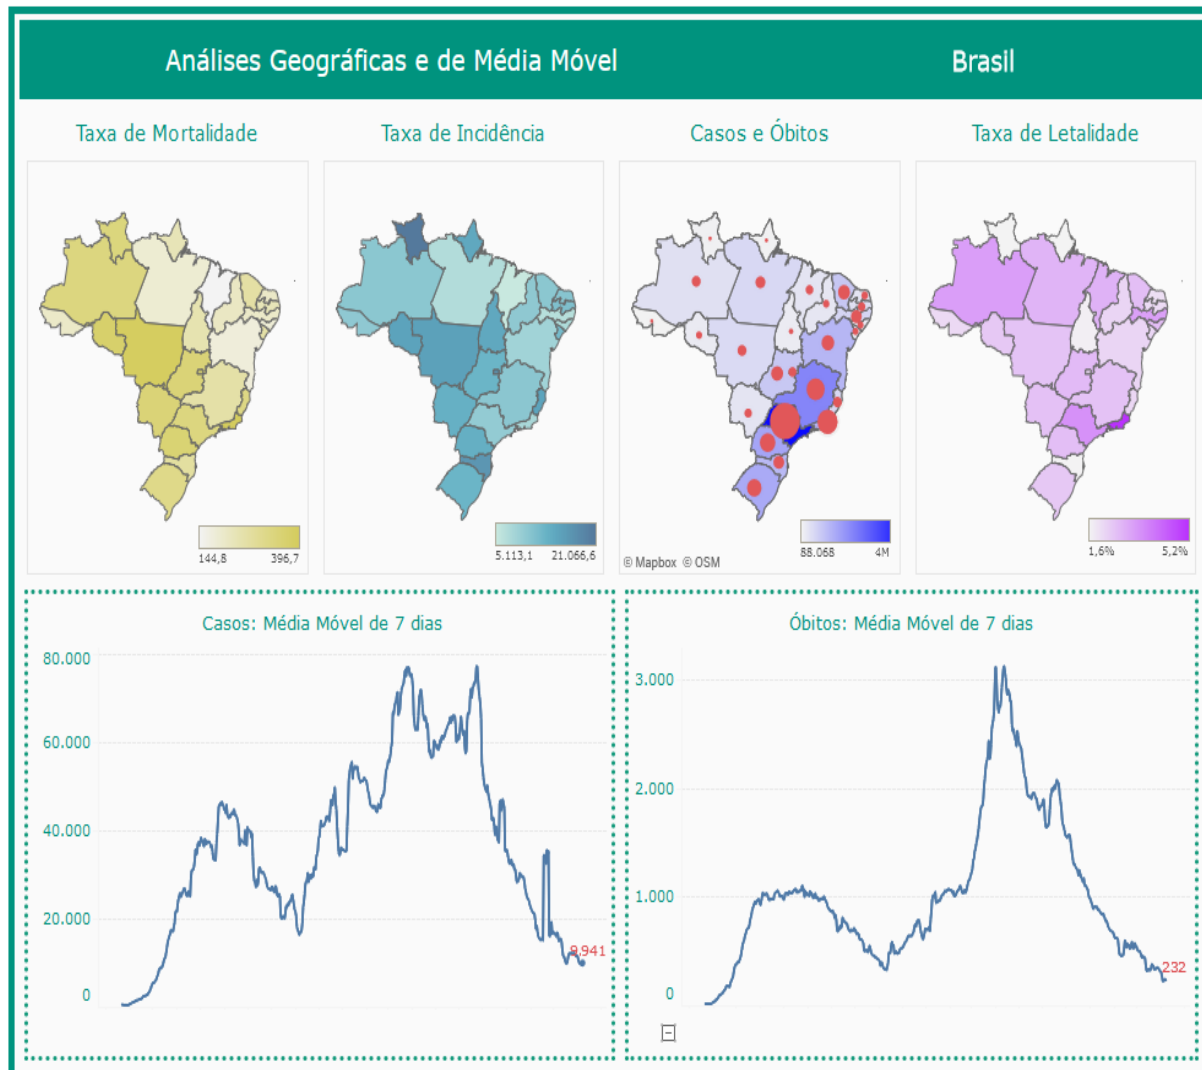 Análises Geográficas e de Média Móvel
Brasil
Taxa de Mortalidade
Taxa de Incidência
Casos e Óbitos
Taxa de Letalidade
144,8
396,7
5.113,1
21.066,6
© Mapbox © OSM
88.068
4M
1,6%
5,2%
Casos: Média Móvel de 7 dias
80.000
60.000
40.000
20.000
0
9.941
Óbitos: Média Móvel de 7 dias
3.000
2.000
1.000
0
232